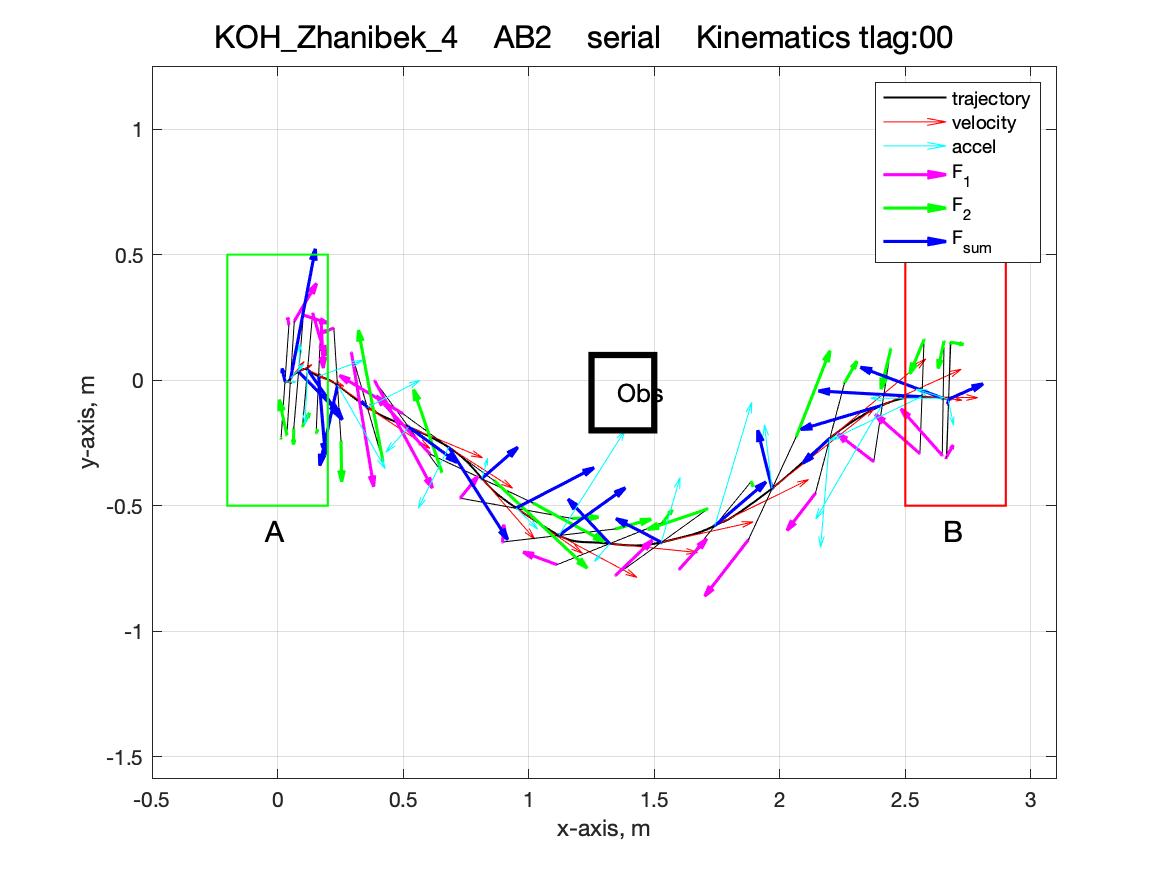 KOH_Zhanibek_4 AB2 serial Kinematics tlag:00
trajectory
velocity
accel
F1
F2
Fsum
1
0.5
0
-0.5
-1
-1.5
y-axis, m
Obs
A
B
-0.5 0 0.5 1 1.5 2 2.5 3
x-axis, m